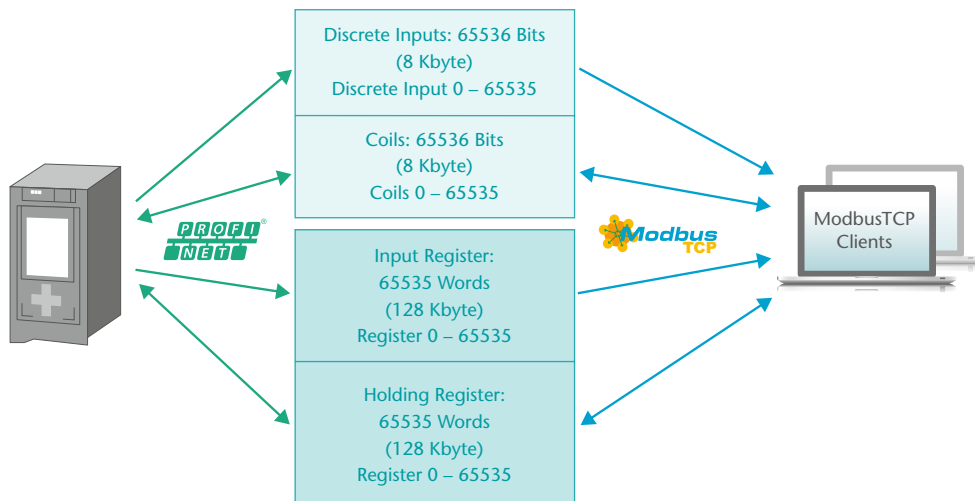 Discrete Inputs: 65536 Bits
(8 Kbyte)
Discrete Input 0 – 65535
Coils: 65536 Bits
(8 Kbyte)
Coils 0 – 65535
PROFI®
NET
Modbus
TCP
ModbusTCP
Clients
Input Register:
65535 Words
(128 Kbyte)
Register 0 – 65535
Holding Register:
65535 Words
(128 Kbyte)
Register 0 – 65535